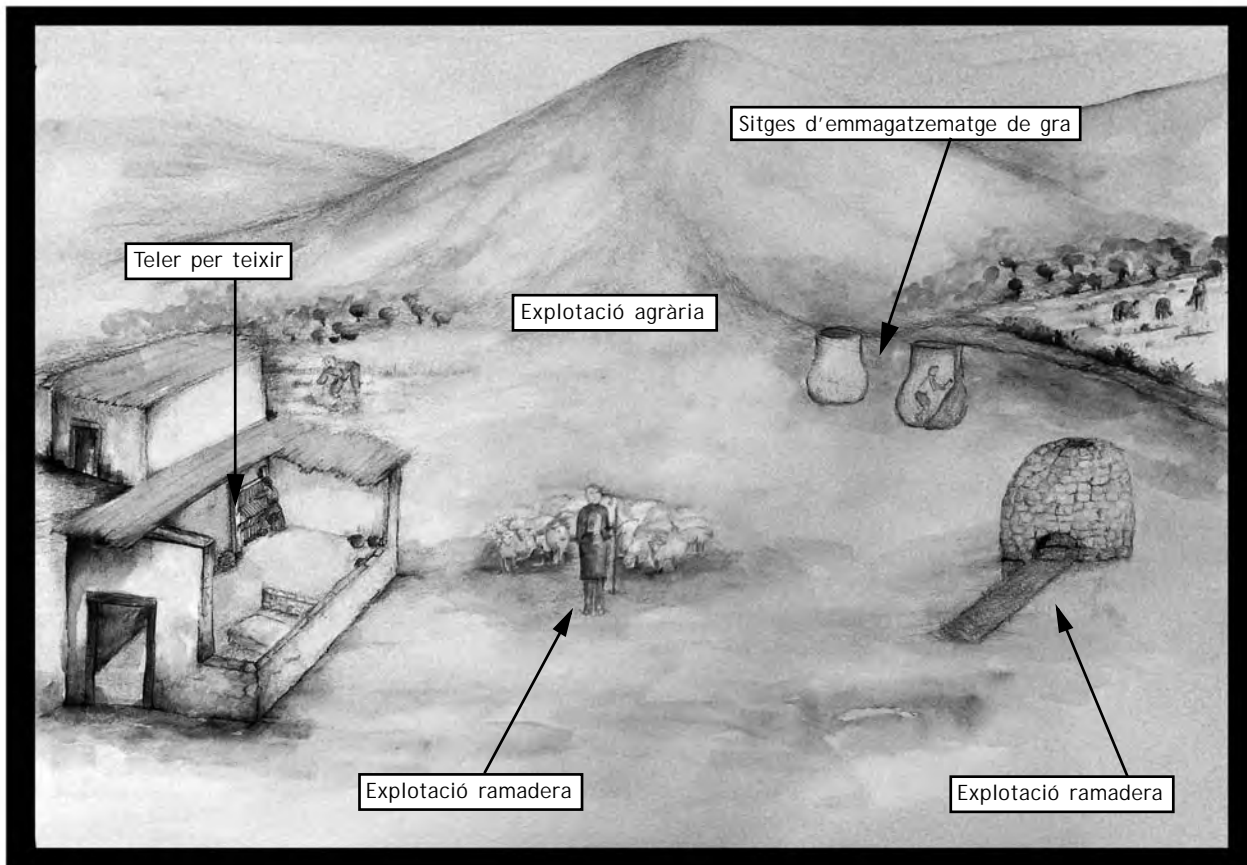 Sitges d'emmagatzematge de gra
Teler per teixir
Explotació agrària
Explotació ramadera
Explotació ramadera